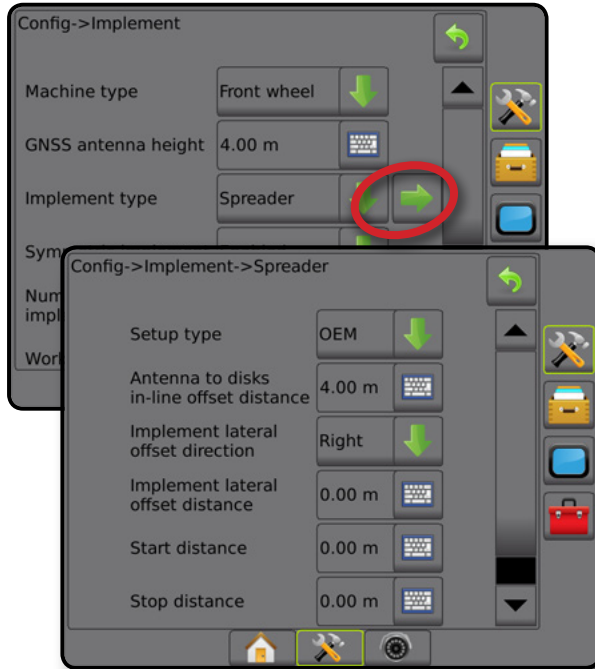 Config->Implement
Machine type
Front wheel
GNSS antenna height
4.00 m
Implement type
Spreader
Config->Implement->Spreader
Setup type
OEM
Antenna to disks
in-line offset distance
4.00 m
Implement lateral
offset direction
Right
Implement lateral
offset distance
0.00 m
Start distance
0.00 m
Stop distance
0.00 m